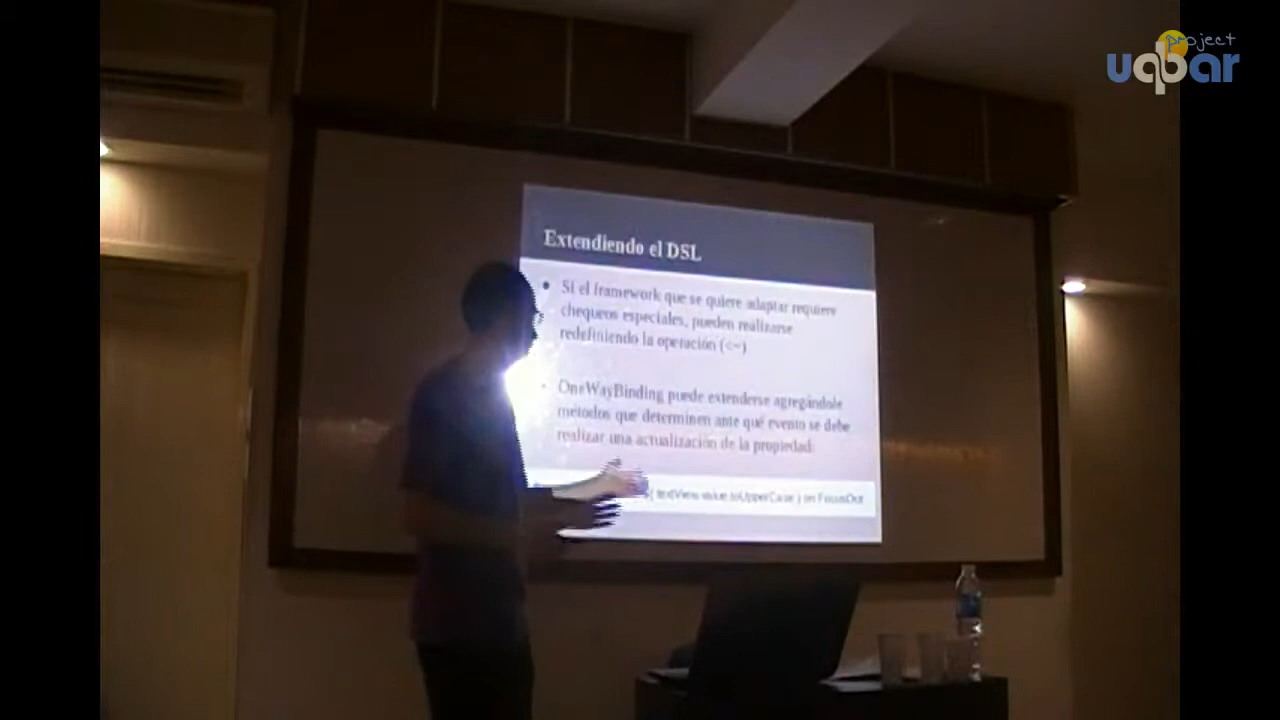 project
uqbar
Extendiendo el DSL
Si el framework que se quiere adaptar requiere
chequeos especiales, pueden realizarse
redefiniendo la operación (<~)
OneWayBinding puede extenderse agregándole
métodos que determinen ante qué evento se debe
realizar una actualización de la propiedad:
{ textView.value.toUpperCase } on FocusOut